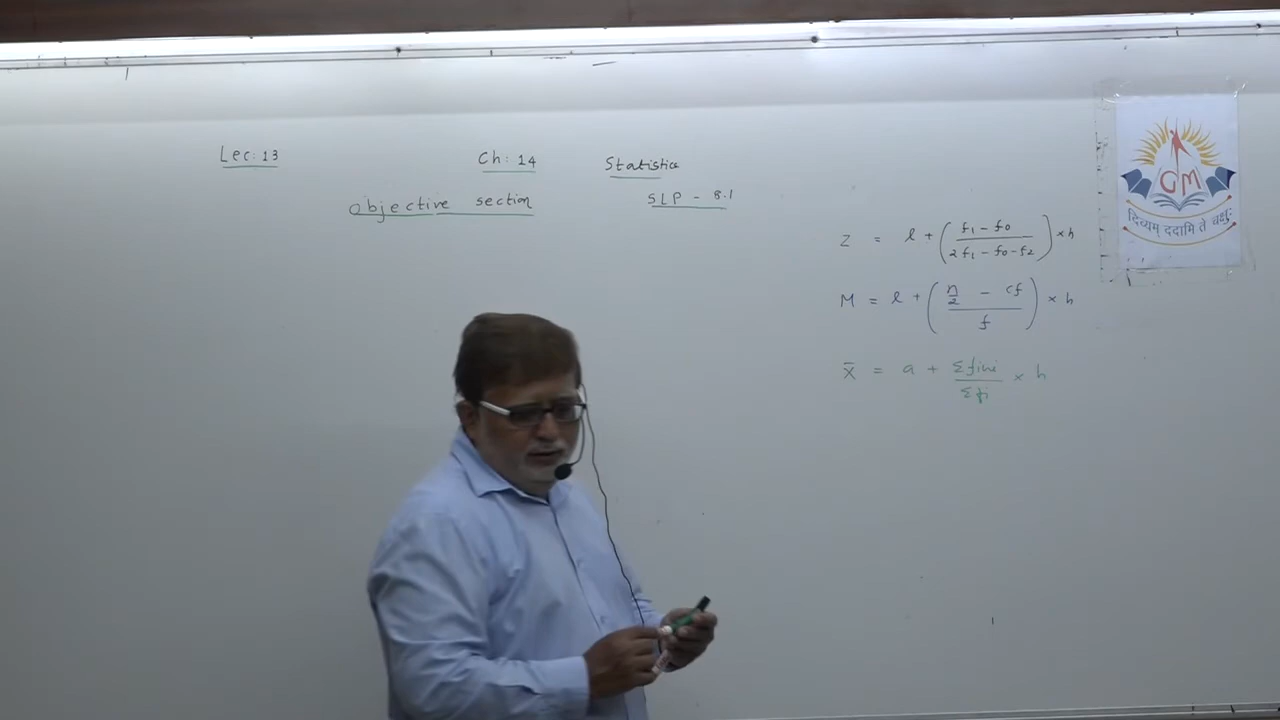 Lec: 13 Ch: 14 Statistics
Objective section SLP - 8.1
Z = l + ( f1 - f0 / 2f1 - f0 - f2 ) × h
M = l + ( n/2 - cf / f ) × h
x̄ = a + Σfiui / Σfi × h
GM
दिव्यम् ददामि ते चक्षुः